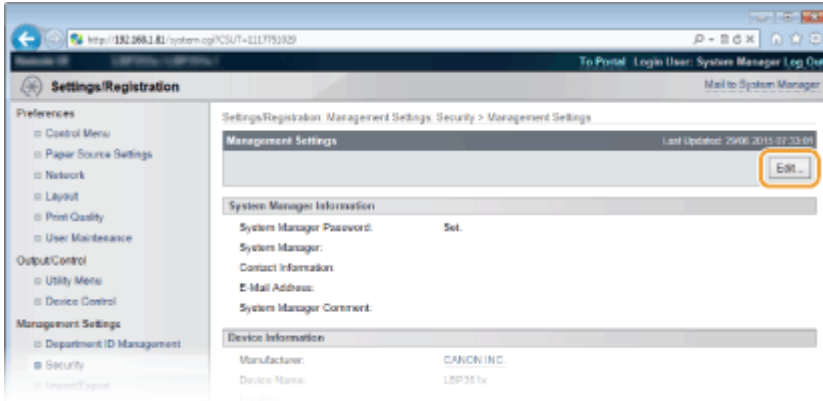 http://192.168.1.81/system.cgi?CSUT=1117751929
To Portal Login User: System Manager Log Out
Settings/Registration
Mail to System Manager
Preferences
Control Menu
Paper Source Settings
Network
Layout
Print Quality
User Maintenance
Output/Control
Utility Menu
Device Control
Management Settings
Department ID Management
Security
Import/Export
Settings/Registration: Management Settings: Security > Management Settings
Management Settings
Last Updated: 29/06 2015 07:33:01
Edit...
System Manager Information
System Manager Password: Set.
System Manager:
Contact Information:
E-Mail Address:
System Manager Comment:
Device Information
Manufacturer: CANON INC.
Device Name: LBP351x